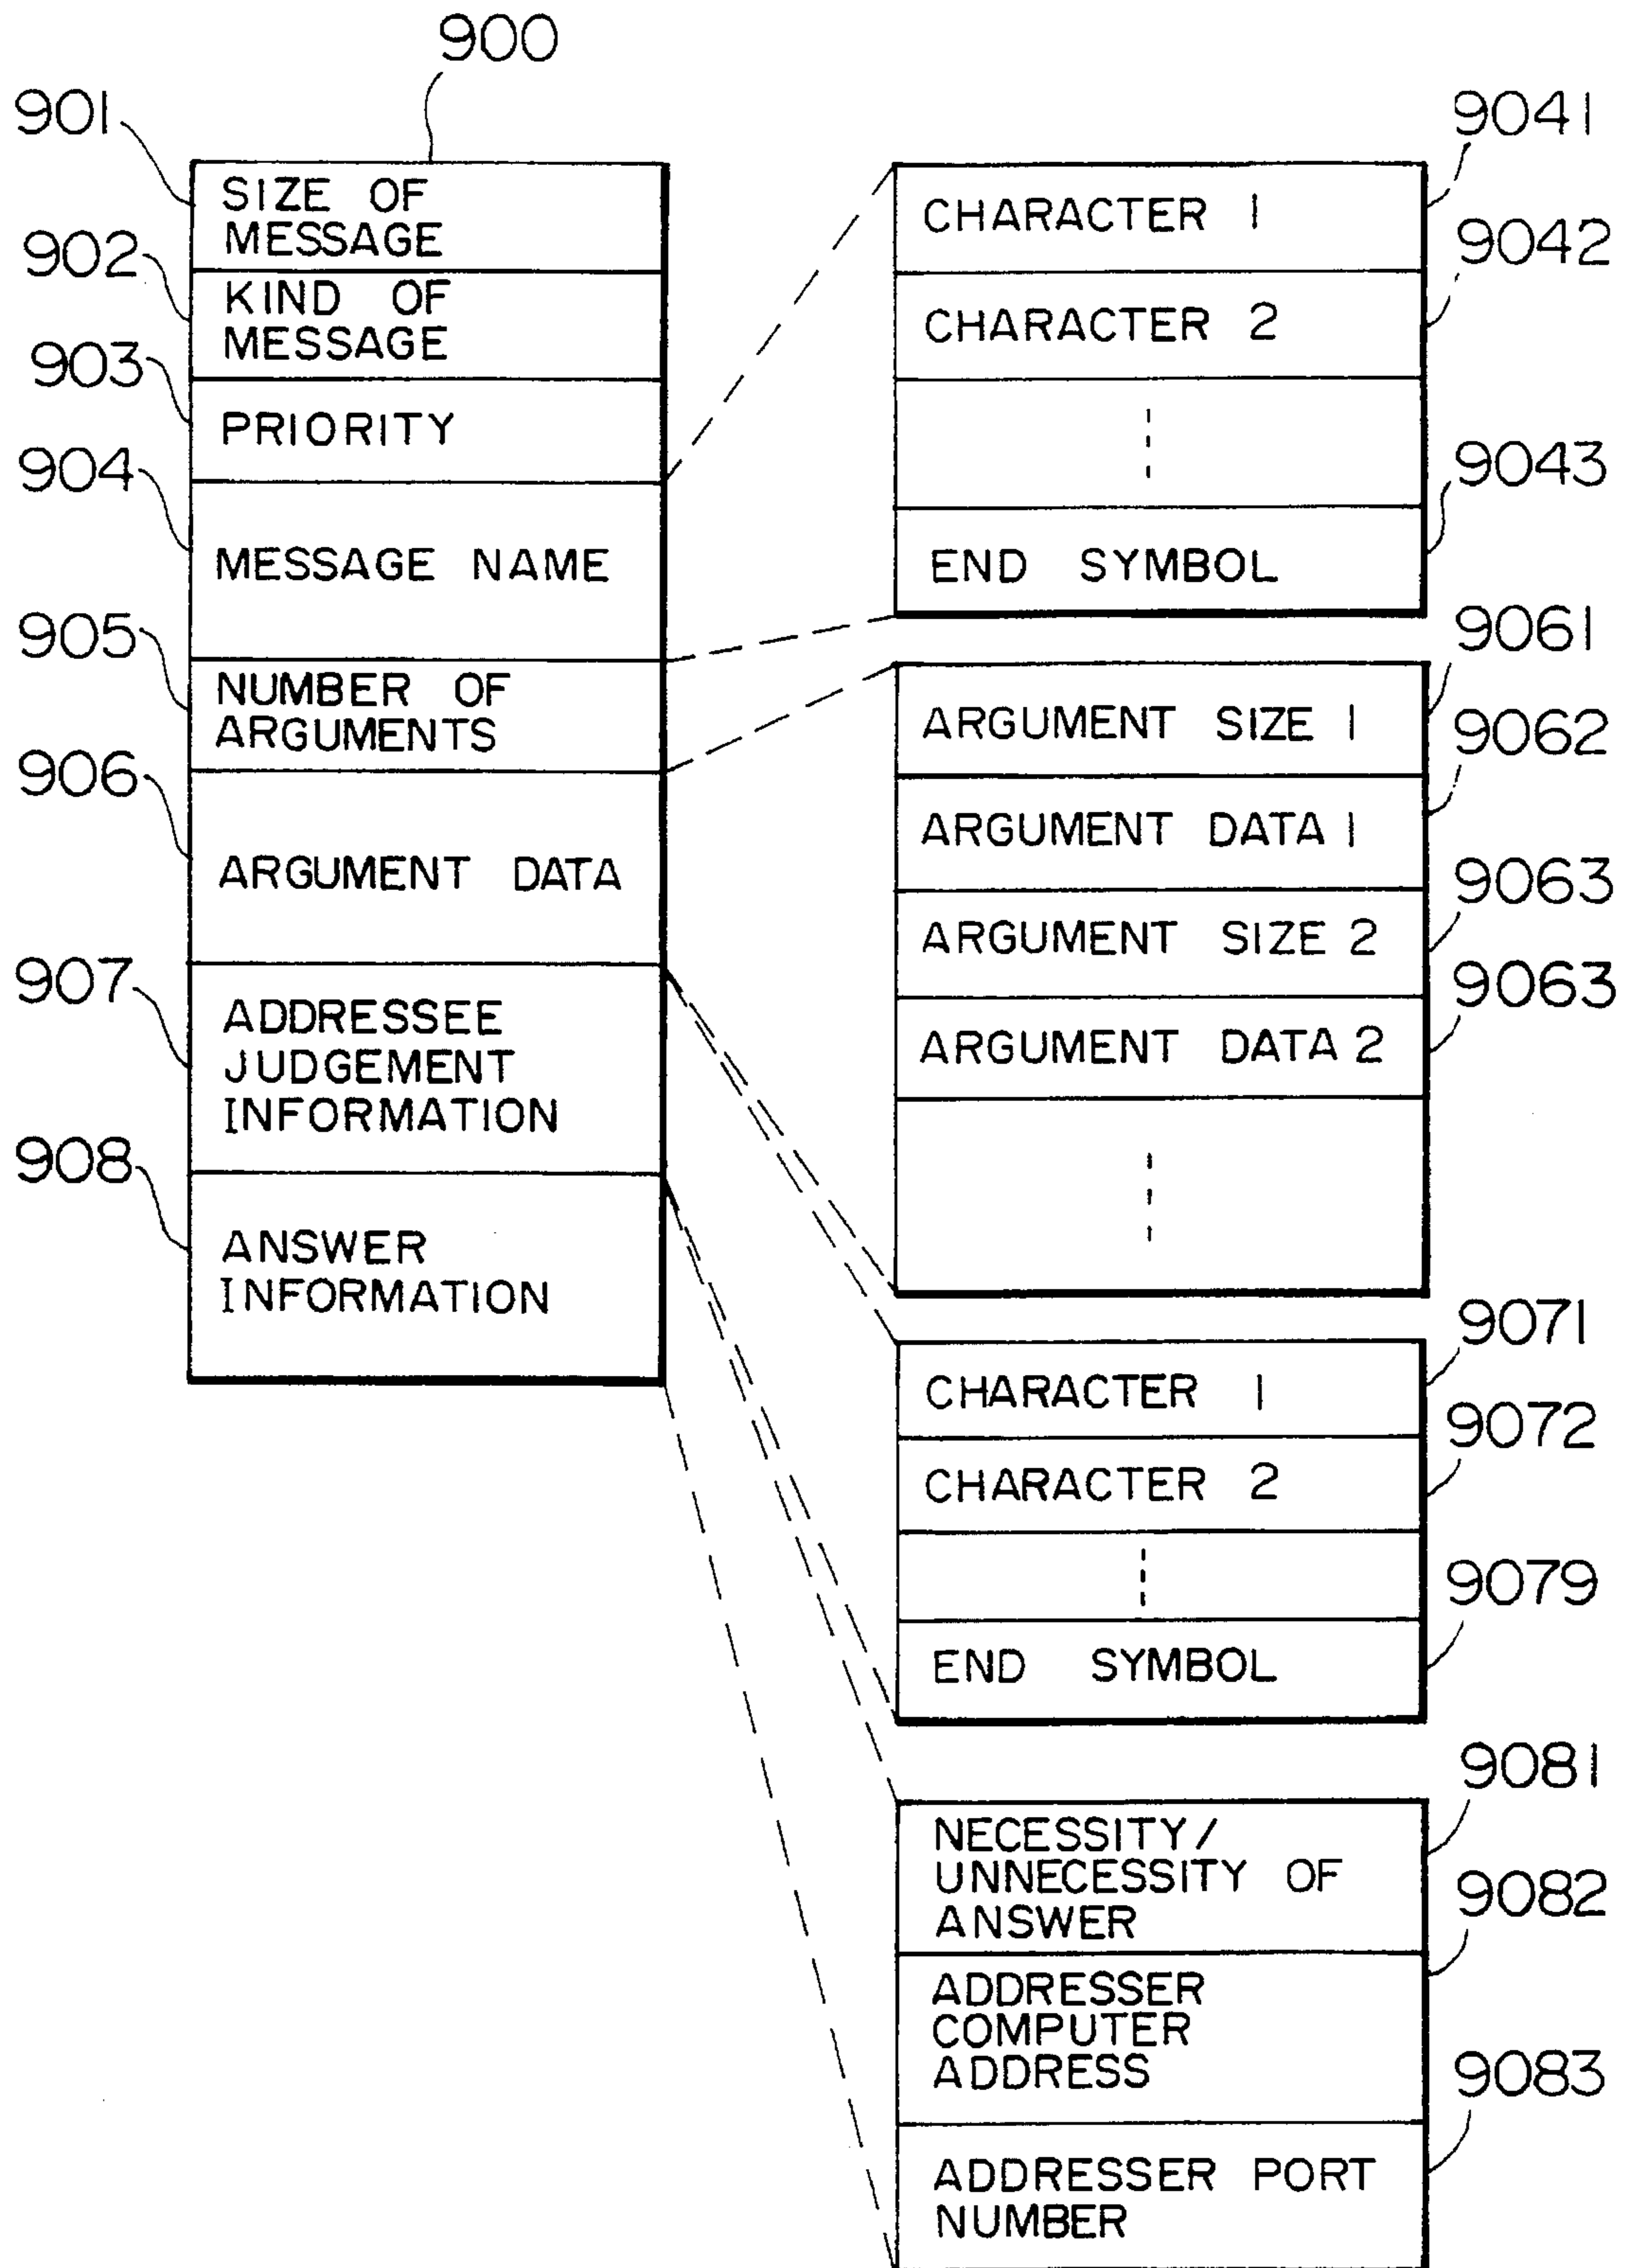 900
901
SIZE OF
MESSAGE
902
KIND OF
MESSAGE
903
PRIORITY
904
MESSAGE NAME
905
NUMBER OF
ARGUMENTS
906
ARGUMENT DATA
907
ADDRESSEE
JUDGEMENT
INFORMATION
908
ANSWER
INFORMATION
9041
CHARACTER 1
9042
CHARACTER 2
9043
END SYMBOL
9061
ARGUMENT SIZE 1
9062
ARGUMENT DATA 1
9063
ARGUMENT SIZE 2
9063
ARGUMENT DATA 2
9071
CHARACTER 1
9072
CHARACTER 2
9079
END SYMBOL
9081
NECESSITY/
UNNECESSITY OF
ANSWER
9082
ADDRESSER
COMPUTER
ADDRESS
9083
ADDRESSER PORT
NUMBER